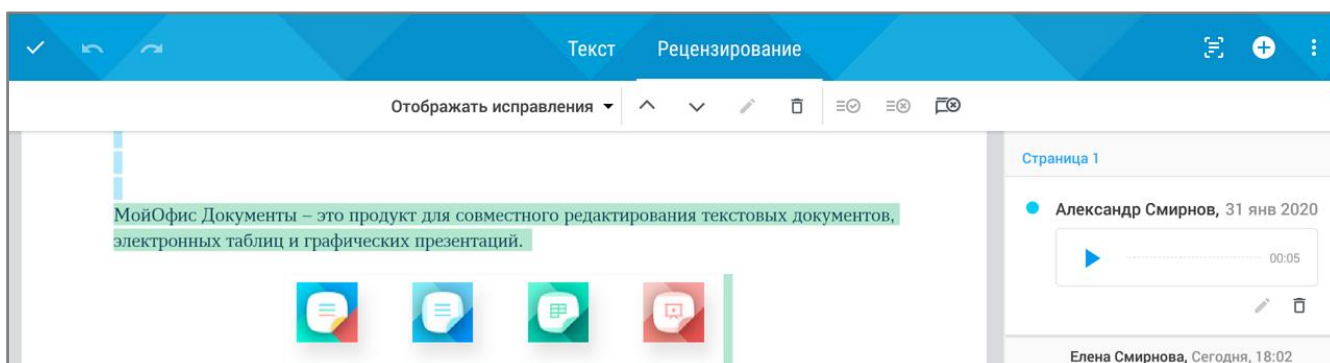 Текст Рецензирование
Отображать исправления
Страница 1
МойОфис Документы – это продукт для совместного редактирования текстовых документов,
электронных таблиц и графических презентаций.
Александр Смирнов, 31 янв 2020
00:05
Елена Смирнова, Сегодня, 18:02